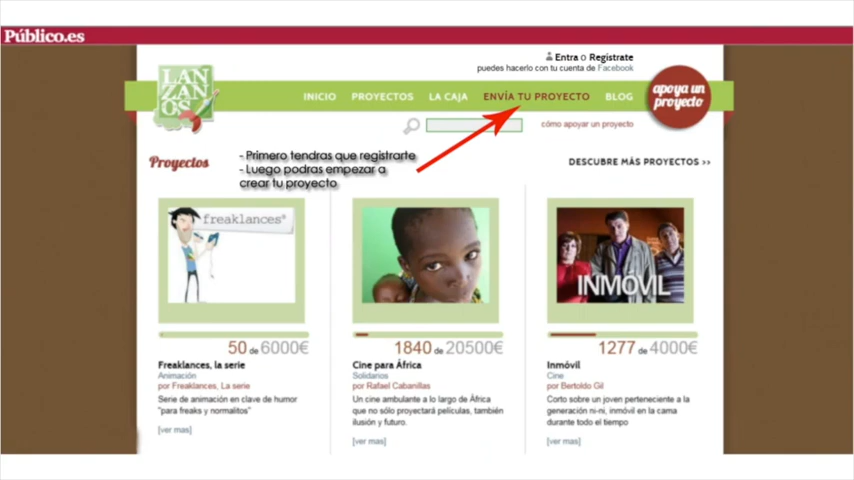 Público.es
Entra o Regístrate
puedes hacerlo con tu cuenta de Facebook
LAN
ZAN
OS
INICIO PROYECTOS LA CAJA ENVÍA TU PROYECTO BLOG
apoya un
proyecto
cómo apoyar un proyecto
Proyectos
- Primero tendras que registrarte
- Luego podras empezar a
crear tu proyecto
DESCUBRE MÁS PROYECTOS >>
freaklances®
INMÓVIL
50 de 6000€
Freaklances, la serie
Animación
por Freaklances, La serie
Serie de animación en clave de humor
"para freaks y normalitos"
[ver mas]
1840 de 20500€
Cine para África
Solidarios
por Rafael Cabanillas
Un cine ambulante a lo largo de África
que no sólo proyectará películas, también
ilusión y futuro.
[ver mas]
1277 de 4000€
Inmóvil
Cine
por Bertoldo Gil
Corto sobre un joven perteneciente a la
generación ni-ni, inmóvil en la cama
durante todo el tiempo
[ver mas]